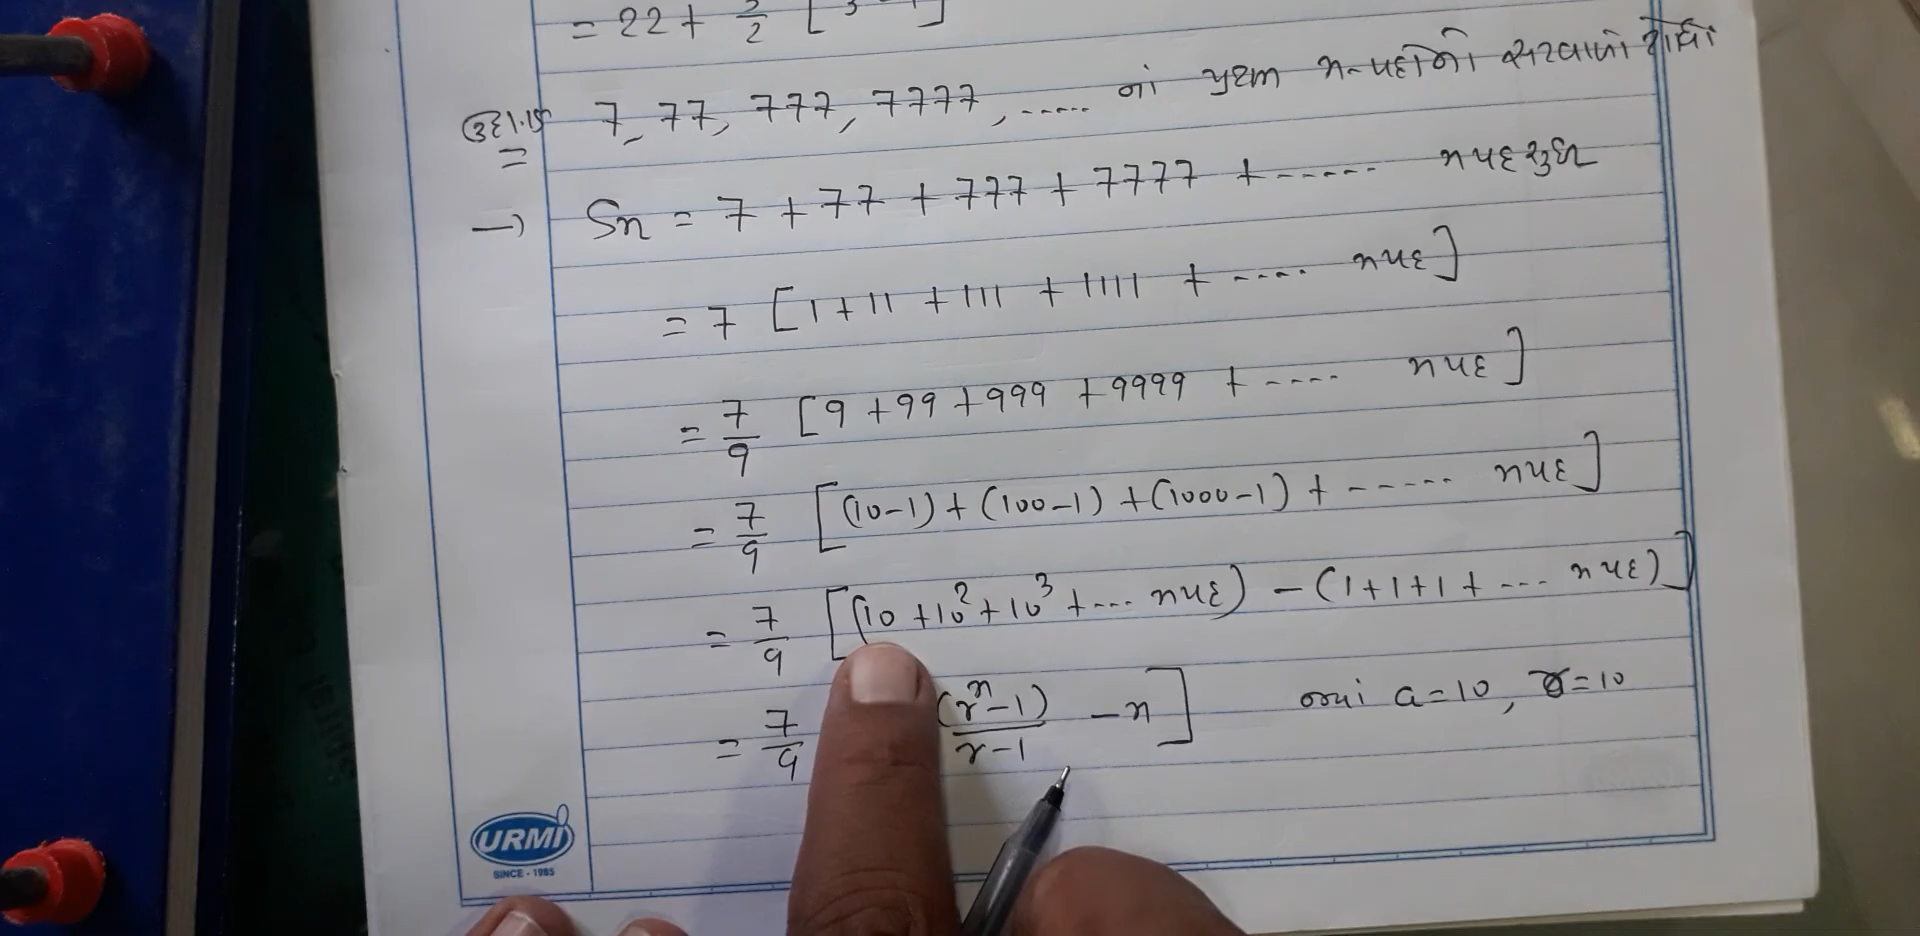 = 22 + 3/2 [
ઉદા.15 7, 77, 777, 7777, ..... નાં પ્રથમ n-પદોનો સરવાળો શોધો
→ Sn = 7 + 77 + 777 + 7777 + ...... n પદ સુધી
= 7 [1 + 11 + 111 + 1111 + .... n પદ]
= 7/9 [9 + 99 + 999 + 9999 + .... n પદ]
= 7/9 [(10-1) + (100-1) + (1000-1) + ...... n પદ]
= 7/9 [(10 + 10² + 10³ + ... n પદ) - (1+1+1+ ... n પદ)]
= 7/9 (rⁿ-1)/(r-1) - n] જ્યાં a=10, r=10
URMI
SINCE - 1985